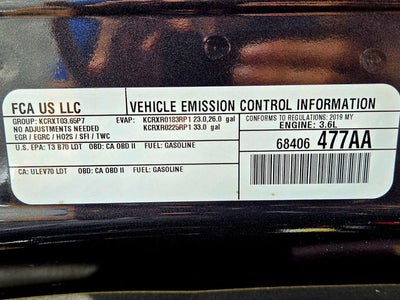 FCA US LLC
VEHICLE EMISSION CONTROL INFORMATION
GROUP: KCRXT03.65P7
EVAP: KCRXR0183RP1 23.0,26.0 gal
KCRXR0225RP1 33.0 gal
CONFORMS TO REGULATIONS: 2019 MY
NO ADJUSTMENTS NEEDED
ENGINE: 3.6L
EGR / EGRC / HO2S / SFI / TWC
U.S. EPA: T3 B70 LDT OBD: CA OBD II FUEL: GASOLINE
68406 477AA
CA: ULEV70 LDT OBD: CA OBD II FUEL: GASOLINE